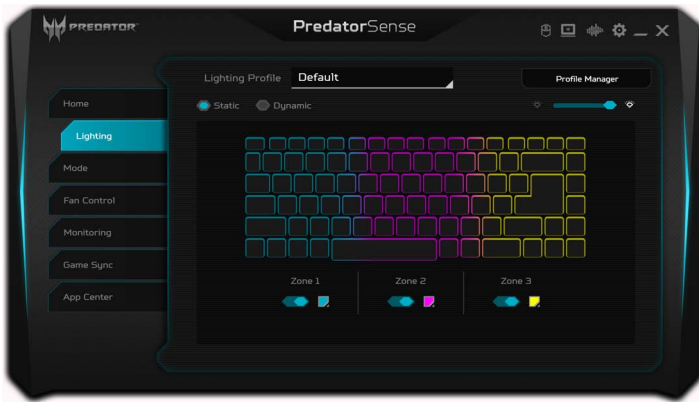 PREDATOR
PredatorSense
Lighting Profile Default
Profile Manager
Static Dynamic
Home
Lighting
Mode
Fan Control
Monitoring
Game Sync
App Center
Zone 1 Zone 2 Zone 3